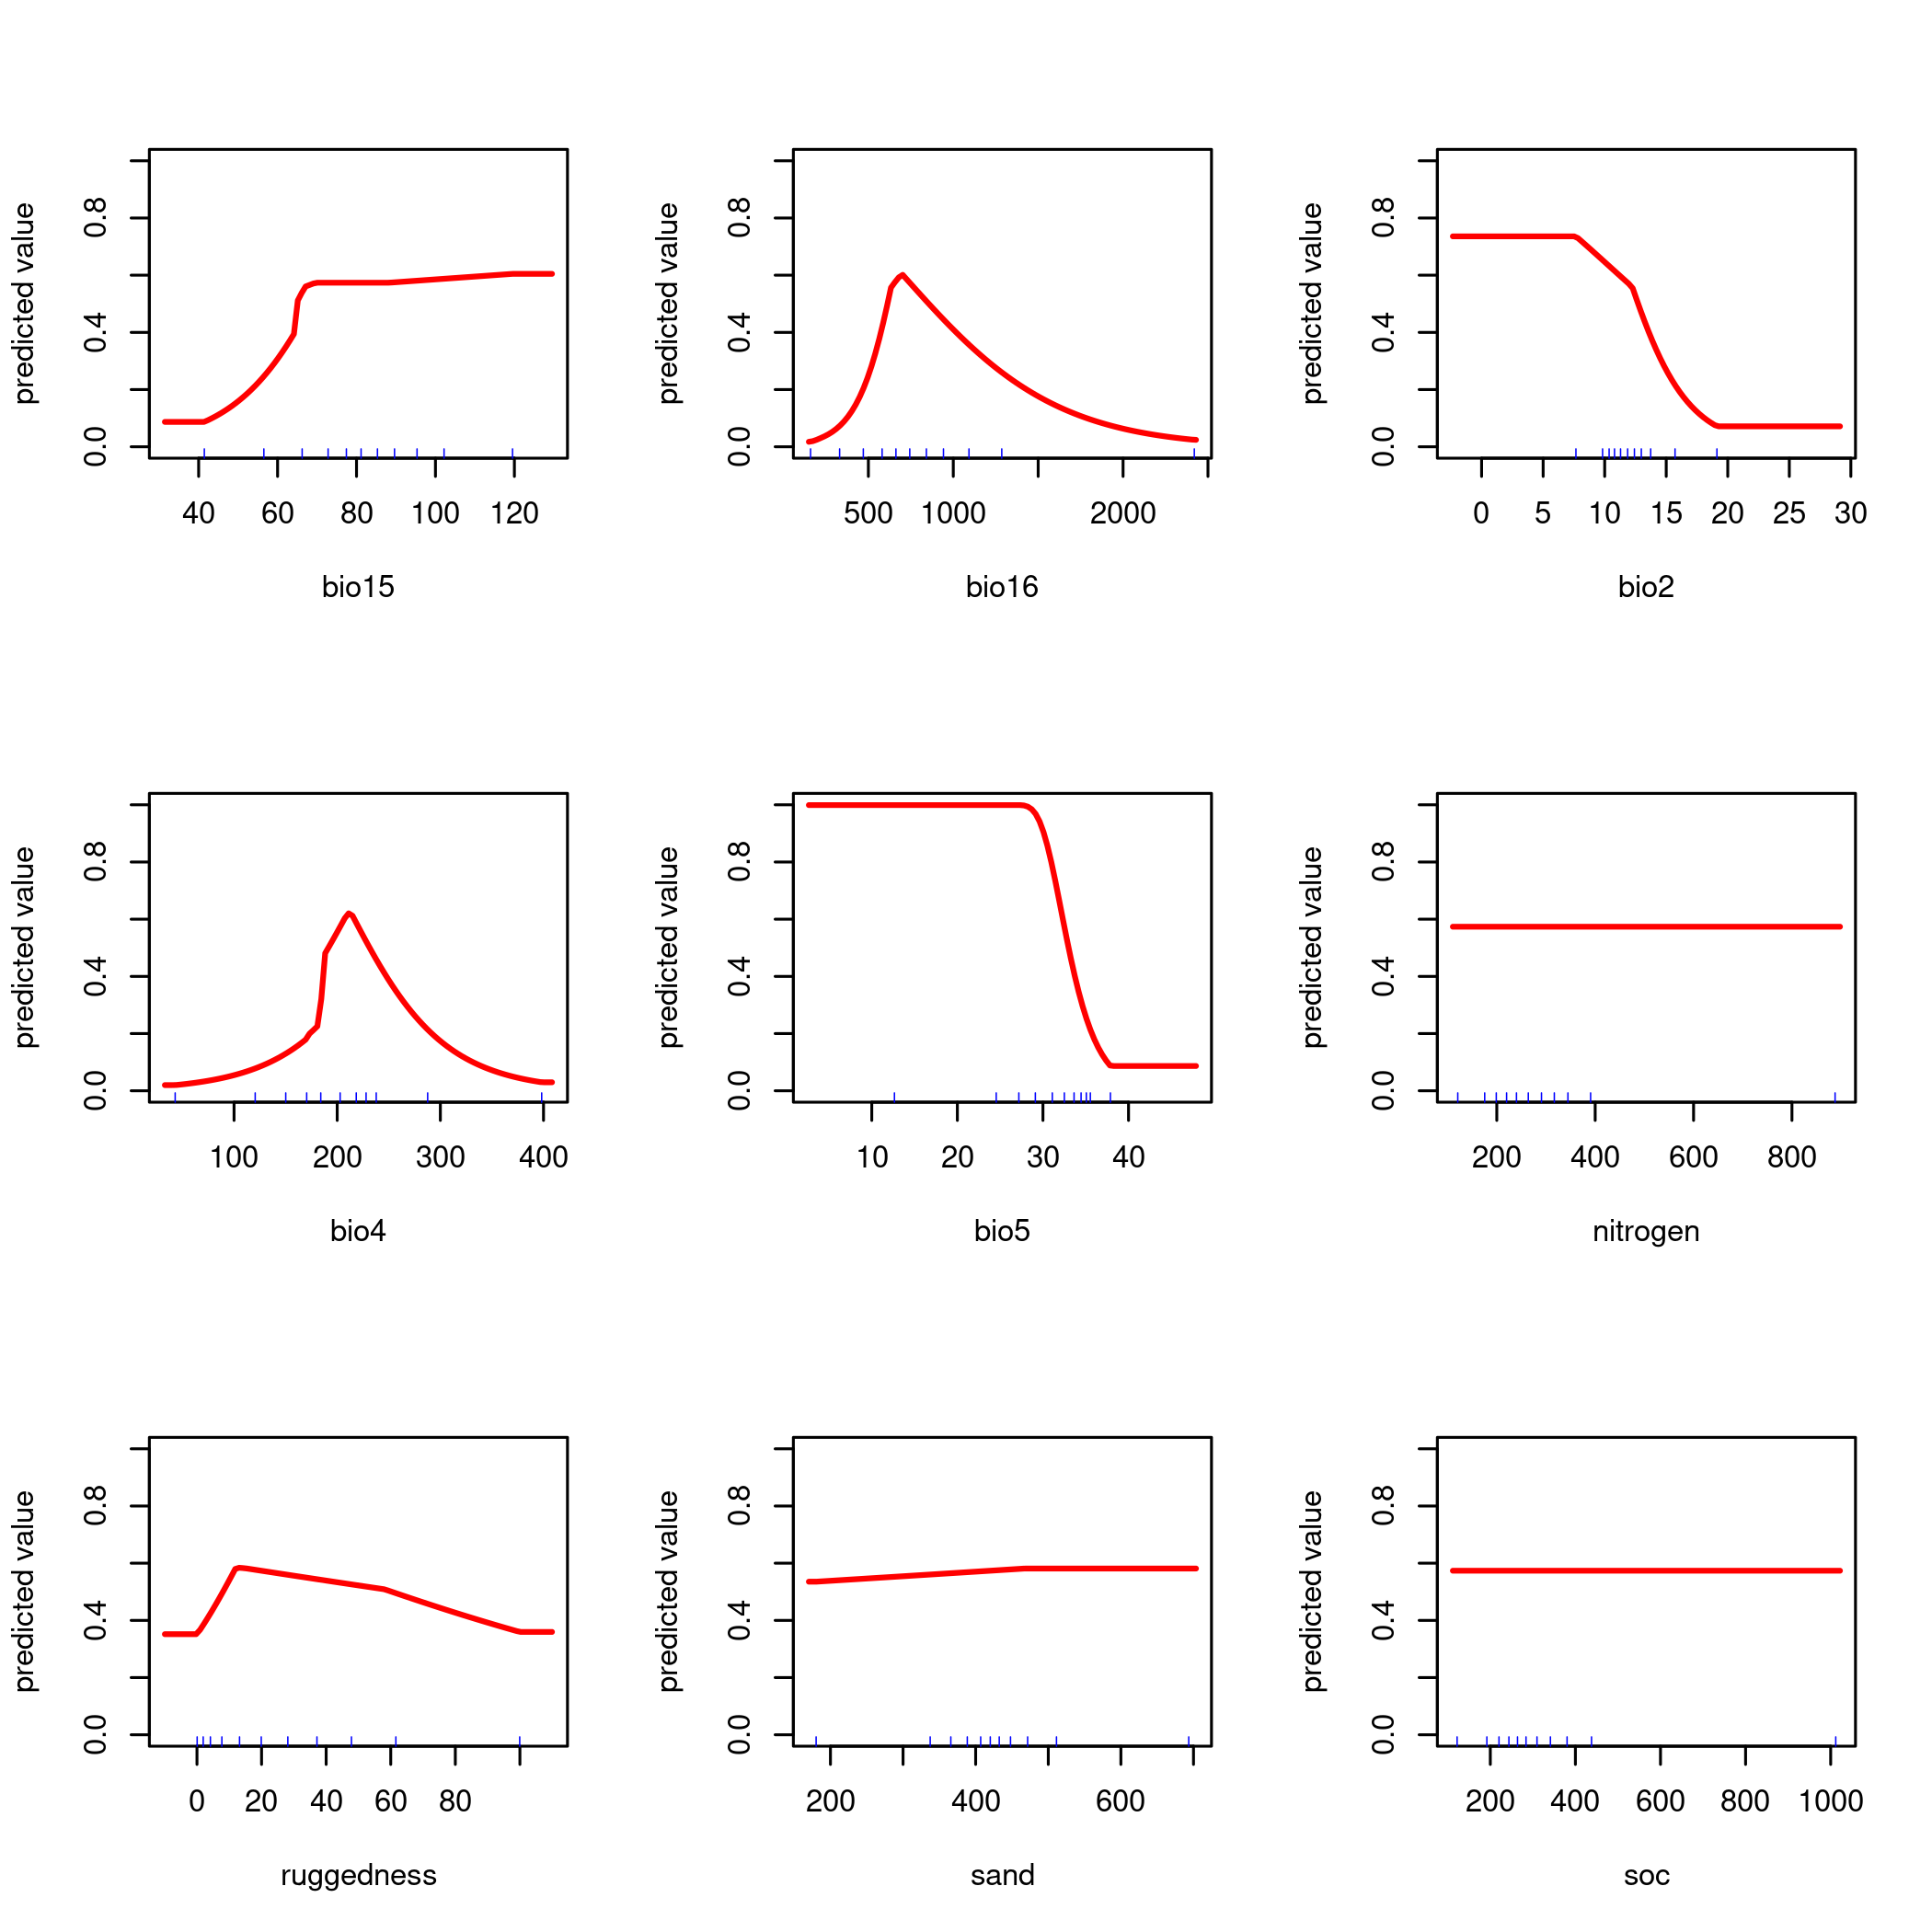 predicted value
0.0 0.4 0.8
40 60 80 100 120
bio15
predicted value
0.0 0.4 0.8
500 1000 2000
bio16
predicted value
0.0 0.4 0.8
0 5 10 15 20 25 30
bio2
predicted value
0.0 0.4 0.8
100 200 300 400
bio4
predicted value
0.0 0.4 0.8
10 20 30 40
bio5
predicted value
0.0 0.4 0.8
200 400 600 800
nitrogen
predicted value
0.0 0.4 0.8
0 20 40 60 80
ruggedness
predicted value
0.0 0.4 0.8
200 400 600
sand
predicted value
0.0 0.4 0.8
200 400 600 800 1000
soc